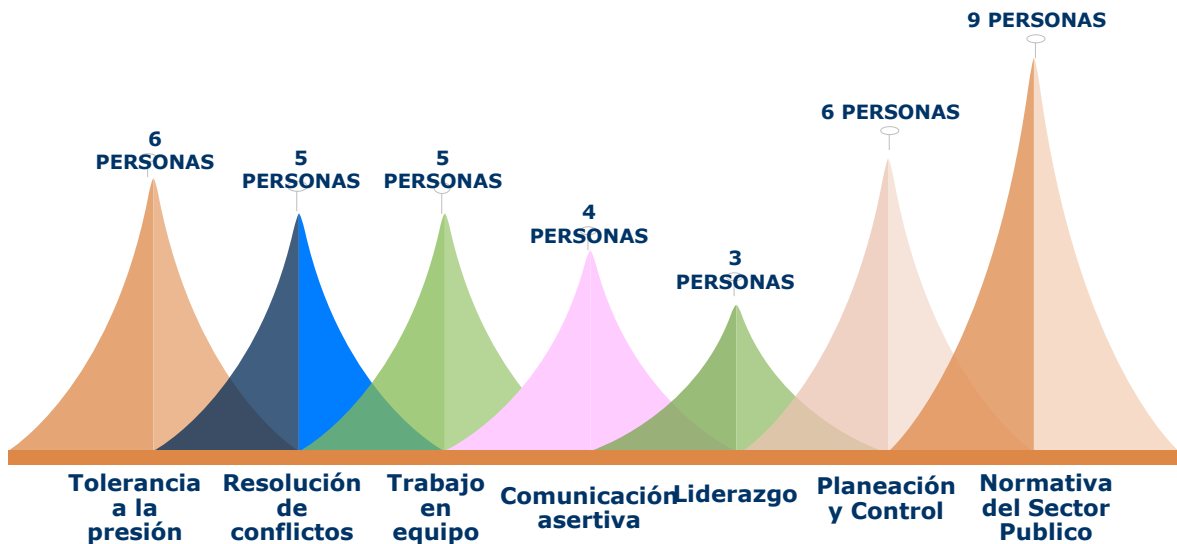 6
PERSONAS
5
PERSONAS
5
PERSONAS
4
PERSONAS
3
PERSONAS
6 PERSONAS
9 PERSONAS
Tolerancia
a la
presión
Resolución
de
conflictos
Trabajo
en
equipo
Comunicación
asertiva
Liderazgo
Planeación
y Control
Normativa
del Sector
Publico